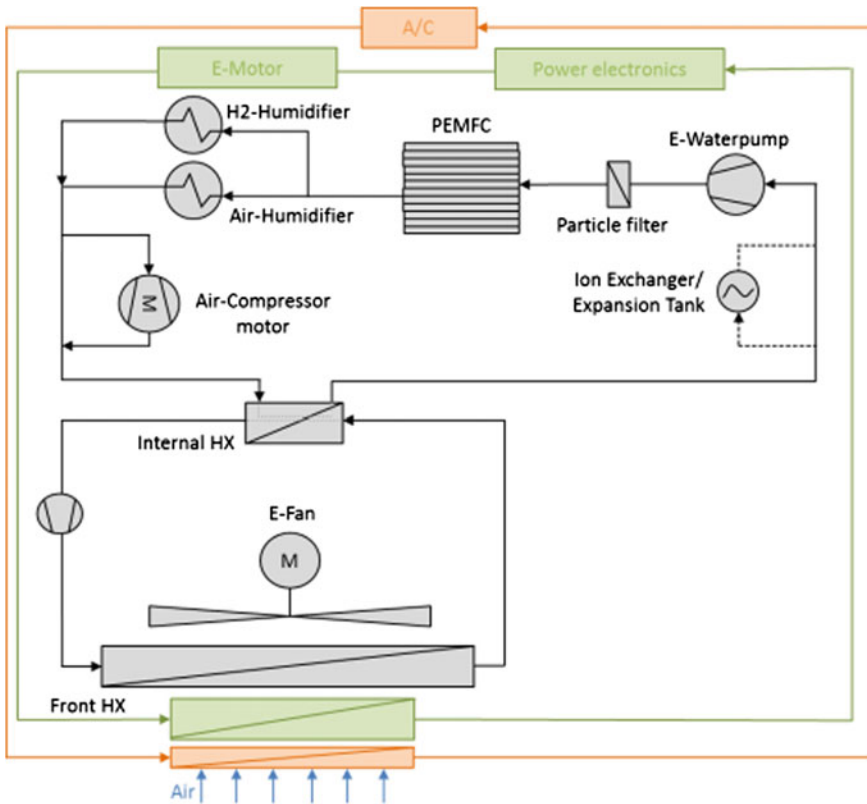 A/C
E-Motor
Power electronics
H2-Humidifier
PEMFC
E-Waterpump
Air-Humidifier
Particle filter
Ion Exchanger/
Expansion Tank
M
Air-Compressor
motor
Internal HX
E-Fan
M
Front HX
Air